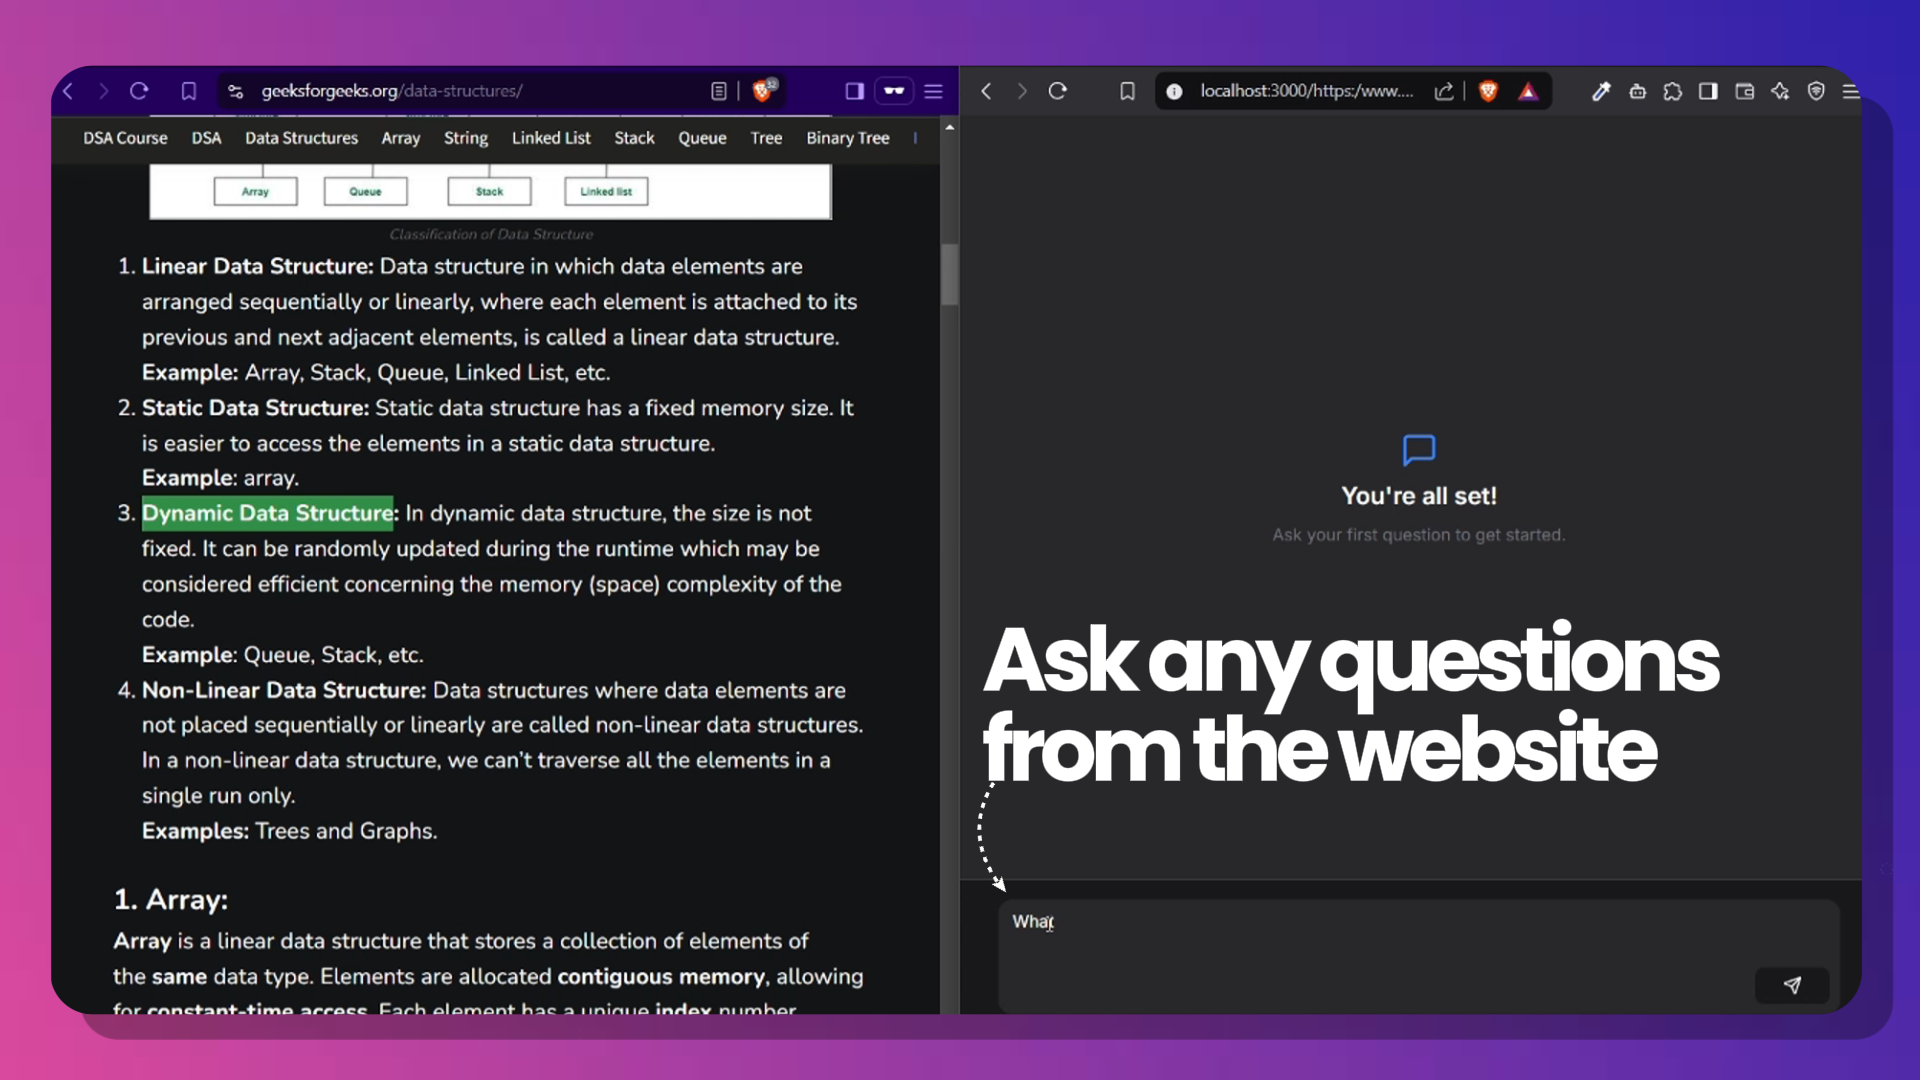 geeksforgeeks.org/data-structures/
32
DSA Course DSA Data Structures Array String Linked List Stack Queue Tree Binary Tree
Array Queue Stack Linked list
Classification of Data Structure
1. Linear Data Structure: Data structure in which data elements are
arranged sequentially or linearly, where each element is attached to its
previous and next adjacent elements, is called a linear data structure.
Example: Array, Stack, Queue, Linked List, etc.
2. Static Data Structure: Static data structure has a fixed memory size. It
is easier to access the elements in a static data structure.
Example: array.
3. Dynamic Data Structure: In dynamic data structure, the size is not
fixed. It can be randomly updated during the runtime which may be
considered efficient concerning the memory (space) complexity of the
code.
Example: Queue, Stack, etc.
4. Non-Linear Data Structure: Data structures where data elements are
not placed sequentially or linearly are called non-linear data structures.
In a non-linear data structure, we can't traverse all the elements in a
single run only.
Examples: Trees and Graphs.
1. Array:
Array is a linear data structure that stores a collection of elements of
the same data type. Elements are allocated contiguous memory, allowing
for constant-time access. Each element has a unique index number.
localhost:3000/https:/www....
You're all set!
Ask your first question to get started.
Ask any questions
from the website
What